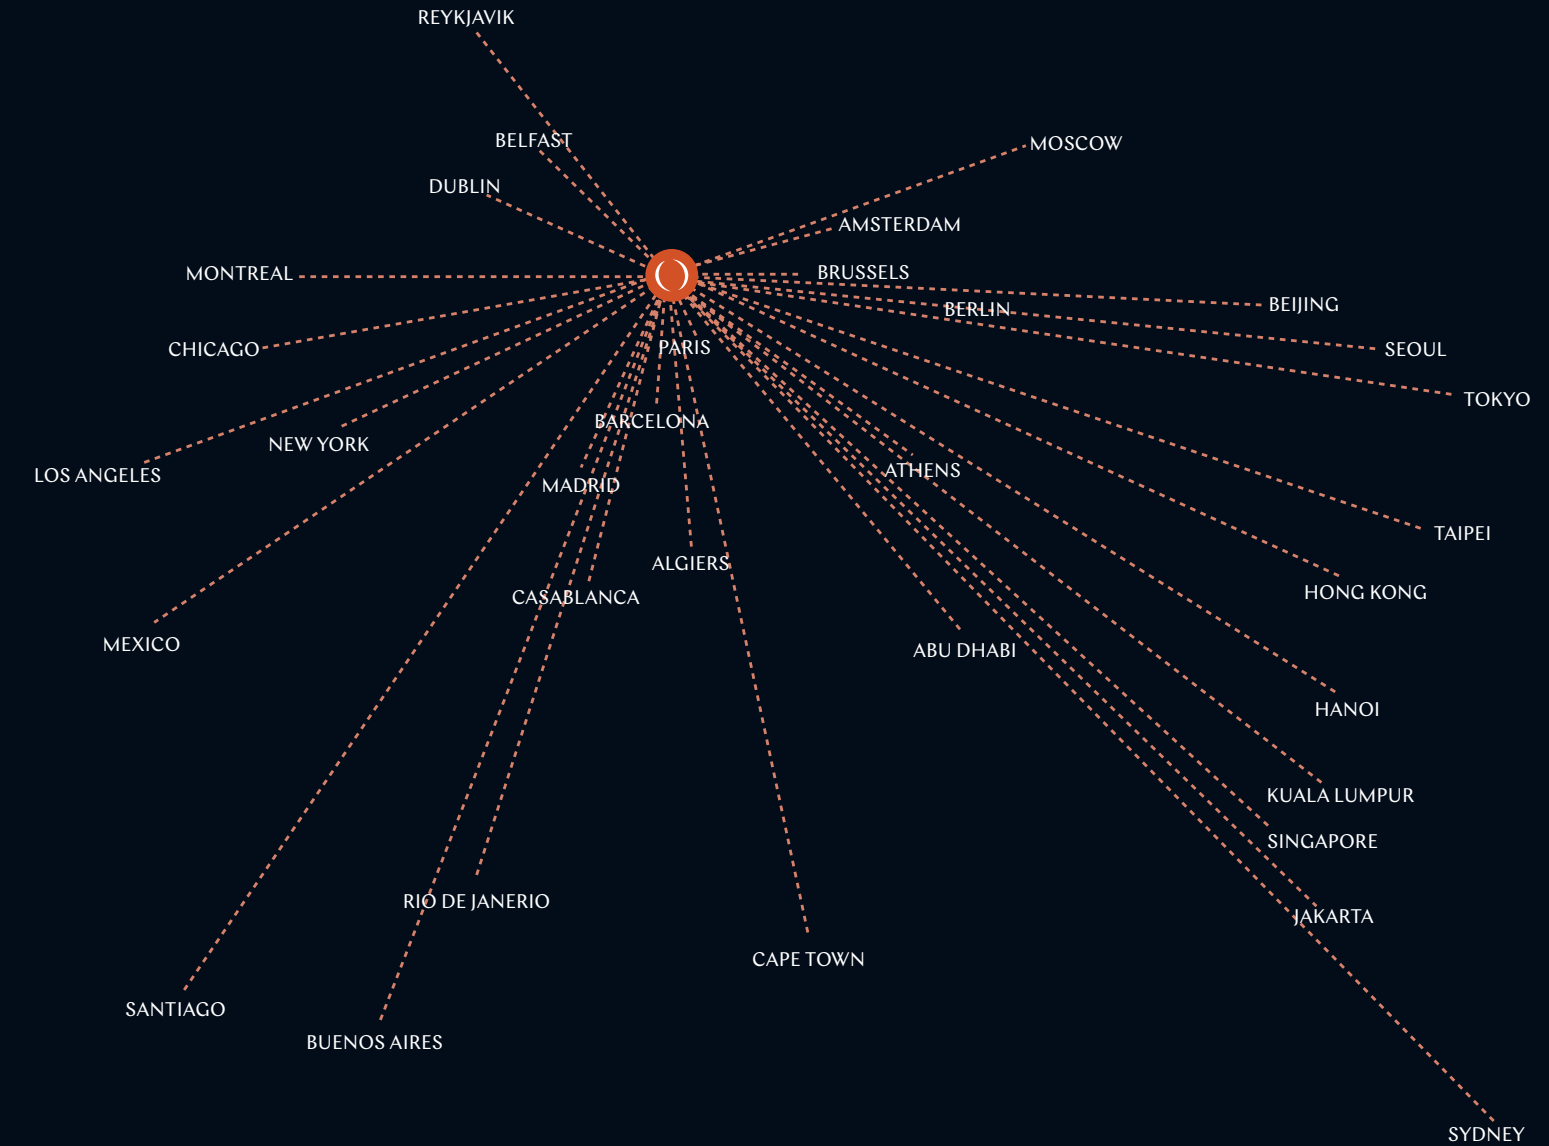 REYKJAVIK
BELFAST
MOSCOW
DUBLIN
AMSTERDAM
MONTREAL
BRUSSELS
BEIJING
BERLIN
CHICAGO
PARIS
SEOUL
TOKYO
BARCELONA
NEW YORK
ATHENS
LOS ANGELES
MADRID
TAIPEI
ALGIERS
HONG KONG
CASABLANCA
MEXICO
ABU DHABI
HANOI
KUALA LUMPUR
SINGAPORE
RIO DE JANERIO
JAKARTA
CAPE TOWN
SANTIAGO
BUENOS AIRES
SYDNEY